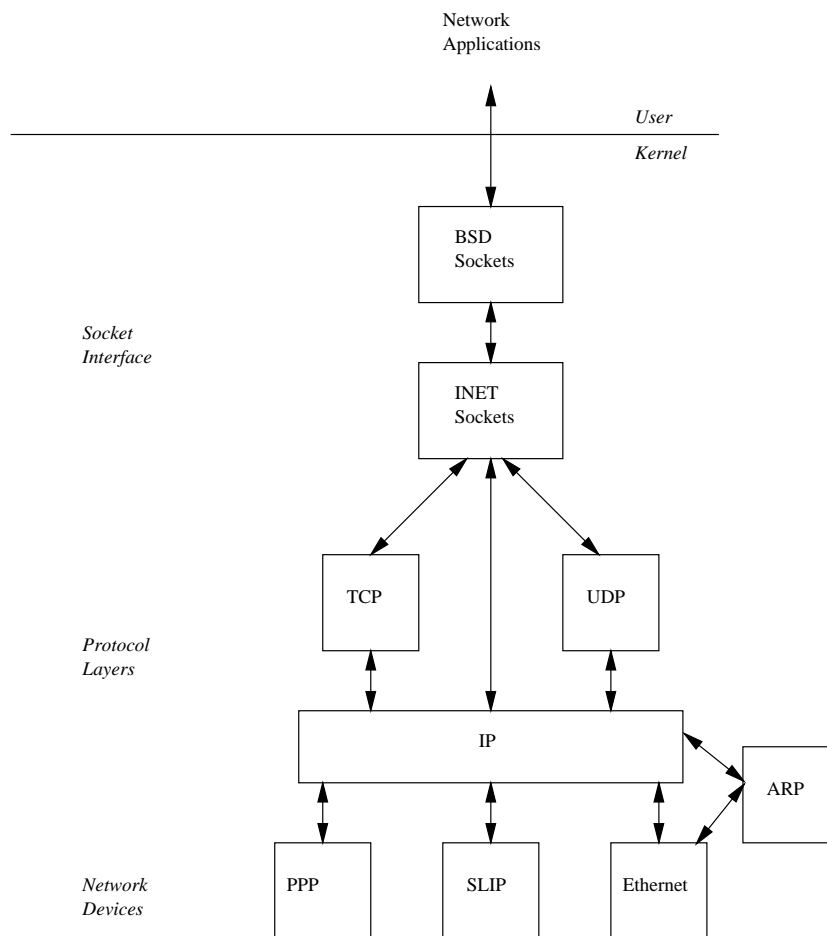 Network
Applications
User
Kernel
BSD
Sockets
Socket
Interface
INET
Sockets
TCP
UDP
Protocol
Layers
IP
ARP
Network
Devices
PPP
SLIP
Ethernet